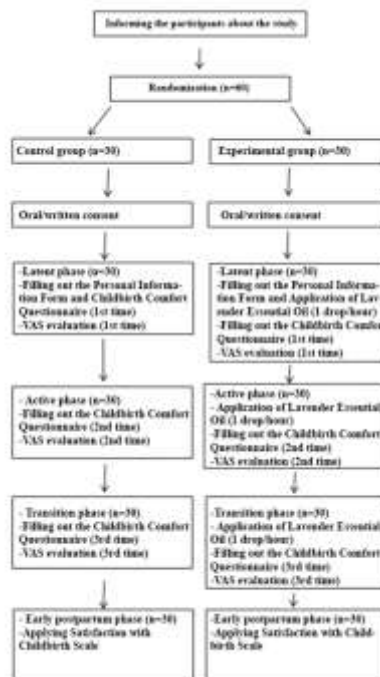 Informing the participants about the study
Randomization (n=60)
Control group (n=30)
Experimental group (n=30)
Oral/written consent
Oral/written consent
-Latent phase (n=30)
-Filling out the Personal Informa-
tion Form and Childbirth Comfort
Questionnaire (1st time)
-VAS evaluation (1st time)
-Latent phase (n=30)
-Filling out the Personal Informa-
tion Form and Application of Lav-
ender Essential Oil (1 drop/hour)
-Filling out the Childbirth Comfort
Questionnaire (1st time)
-VAS evaluation (1st time)
- Active phase (n=30)
-Filling out the Childbirth Comfort
Questionnaire (2nd time)
-VAS evaluation (2nd time)
-Active phase (n=30)
-Application of Lavender Essential
Oil (1 drop/hour)
-Filling out the Childbirth Comfort
Questionnaire (2nd time)
-VAS evaluation (2nd time)
- Transition phase (n=30)
-Filling out the Childbirth Comfort
Questionnaire (3rd time)
-VAS evaluation (3rd time)
- Transition phase (n=30)
-Application of Lavender Essential
Oil (1 drop/hour)
-Filling out the Childbirth Comfort
Questionnaire (3rd time)
-VAS evaluation (3rd time)
- Early postpartum phase (n=30)
-Applying Satisfaction with
Childbirth Scale
- Early postpartum phase (n=30)
-Applying Satisfaction with Child-
birth Scale